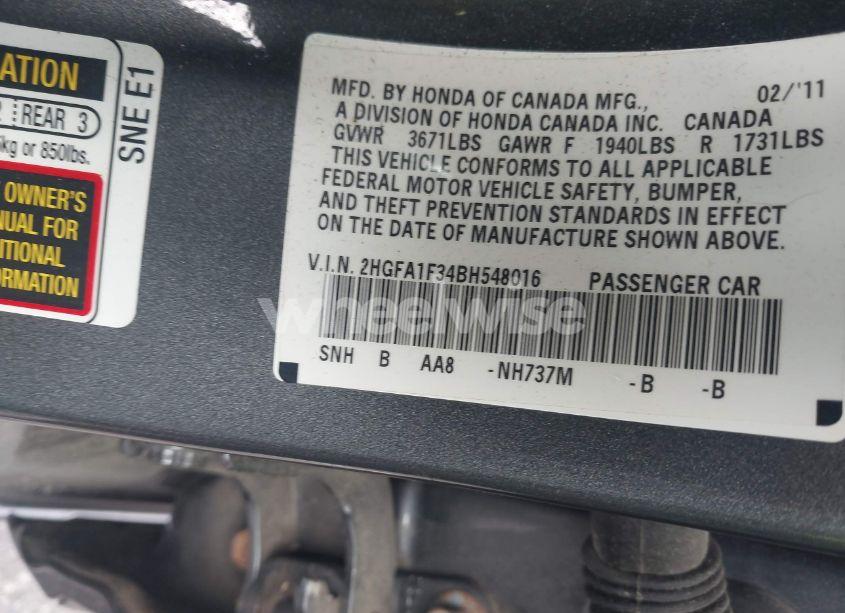 ATION
REAR 3
kg or 850lbs.
OWNER'S
NUAL FOR
ITIONAL
ORMATION
SNE E1
MFD. BY HONDA OF CANADA MFG., 02/'11
A DIVISION OF HONDA CANADA INC. CANADA
GVWR 3671LBS GAWR F 1940LBS R 1731LBS
THIS VEHICLE CONFORMS TO ALL APPLICABLE
FEDERAL MOTOR VEHICLE SAFETY, BUMPER,
AND THEFT PREVENTION STANDARDS IN EFFECT
ON THE DATE OF MANUFACTURE SHOWN ABOVE.
V.I.N. 2HGFA1F34BH548016 PASSENGER CAR
wheelwise
SNH B AA8 -NH737M -B -B